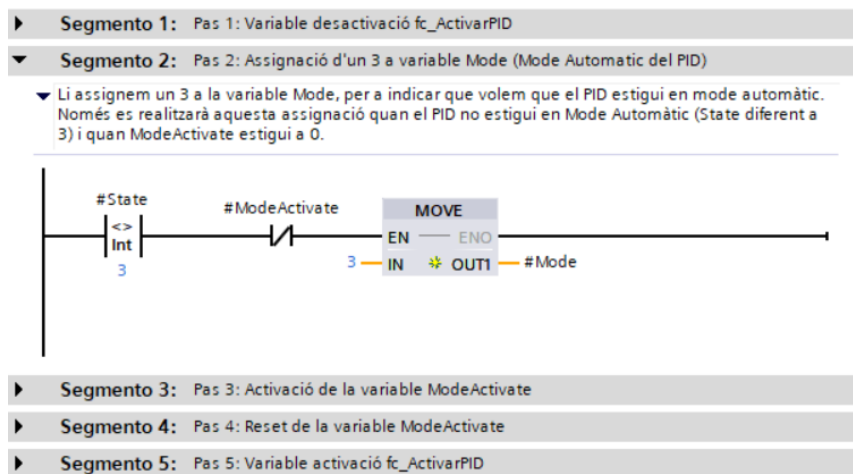 Segmento 1: Pas 1: Variable desactivació fc_ActivarPID
Segmento 2: Pas 2: Assignació d'un 3 a variable Mode (Mode Automatic del PID)
Li assignem un 3 a la variable Mode, per a indicar que volem que el PID estigui en mode automàtic.
Només es realitzarà aquesta assignació quan el PID no estigui en Mode Automàtic (State diferent a
3) i quan ModeActivate estigui a 0.
#State
<>
Int
3
#ModeActivate
MOVE
EN ENO
3 IN OUT1 #Mode
Segmento 3: Pas 3: Activació de la variable ModeActivate
Segmento 4: Pas 4: Reset de la variable ModeActivate
Segmento 5: Pas 5: Variable activació fc_ActivarPID